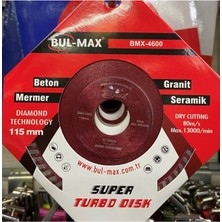 BUL-MAX
BMX-4600
Beton
Granit
Mermer
Seramik
DIAMOND
TECHNOLOGY
115 mm
DRY CUTTING
80m/s
Max.13000/min
www.bul-max.com.tr
SUPER
TURBO DISK